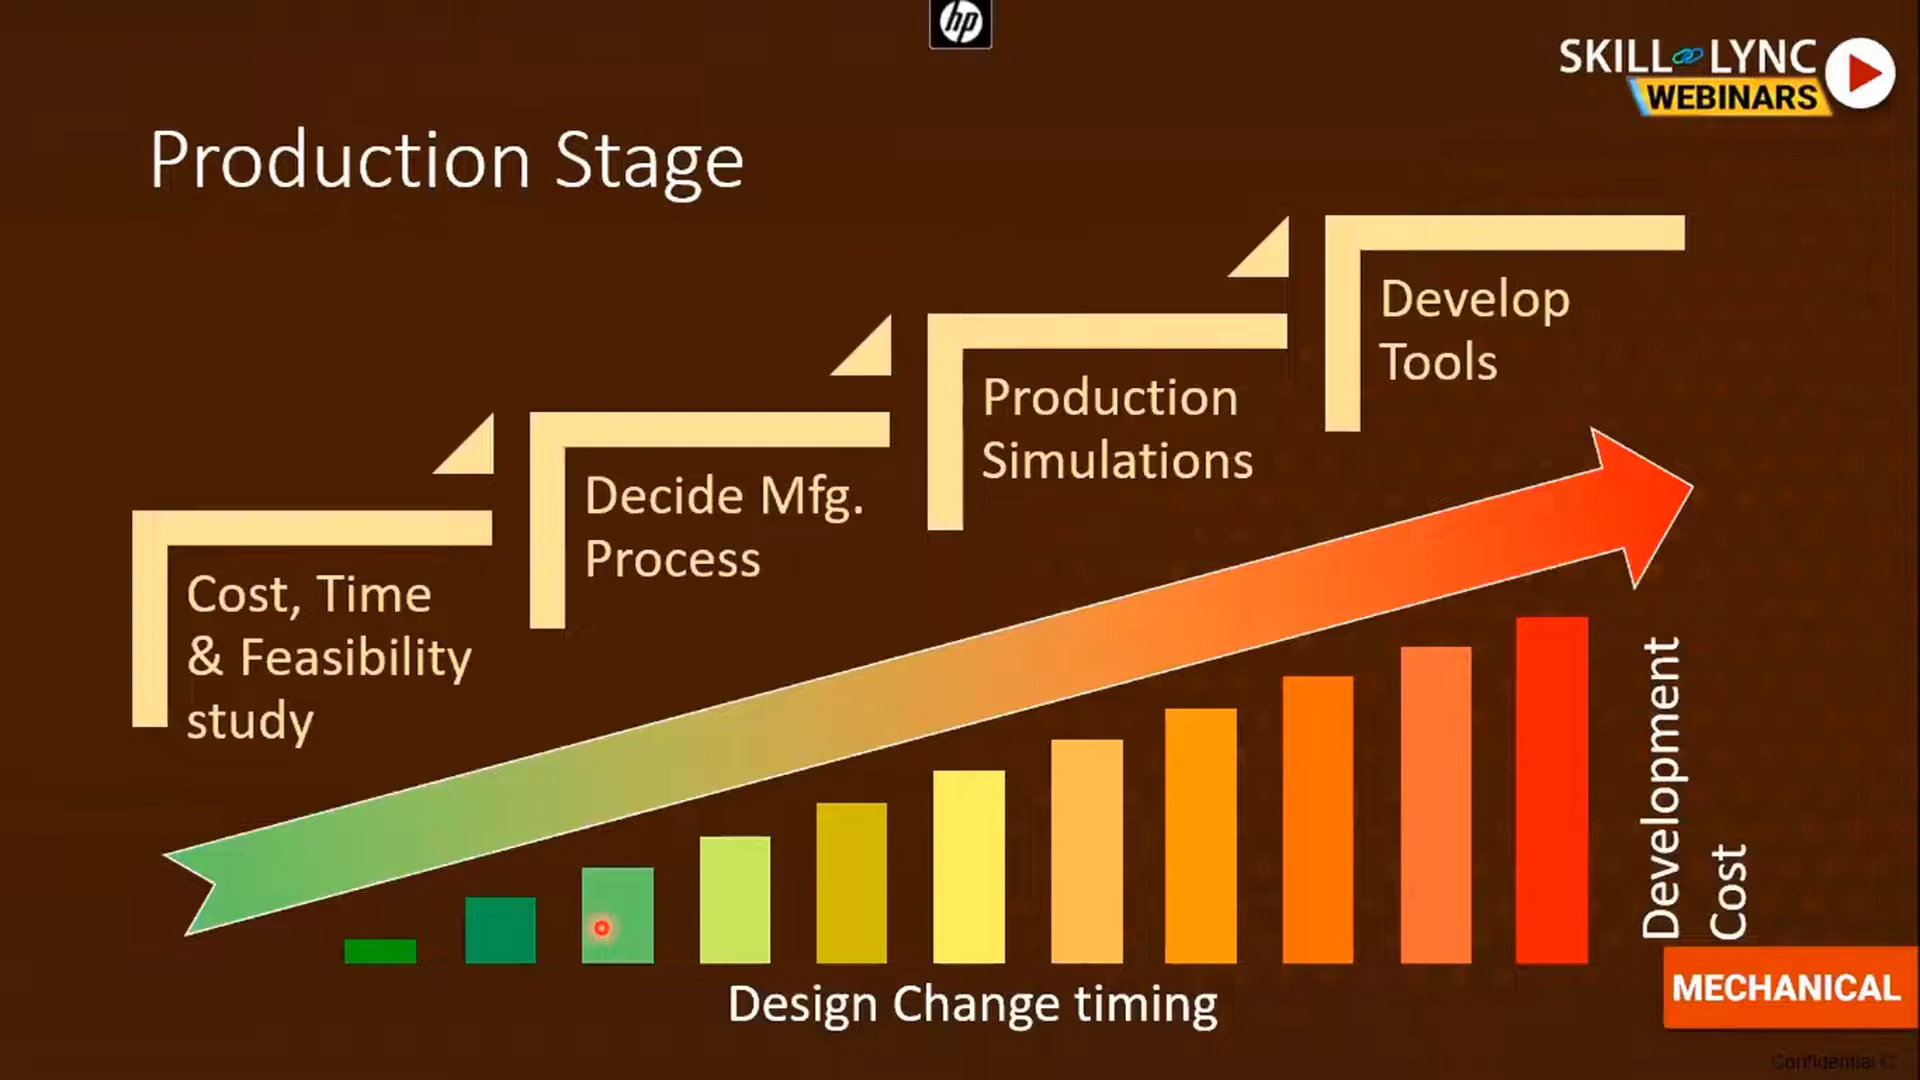 hp
SKILL LYNC
WEBINARS
Production Stage
Develop
Tools
Production
Simulations
Decide Mfg.
Process
Cost, Time
& Feasibility
study
Development
Cost
Design Change timing
MECHANICAL
Confidential C